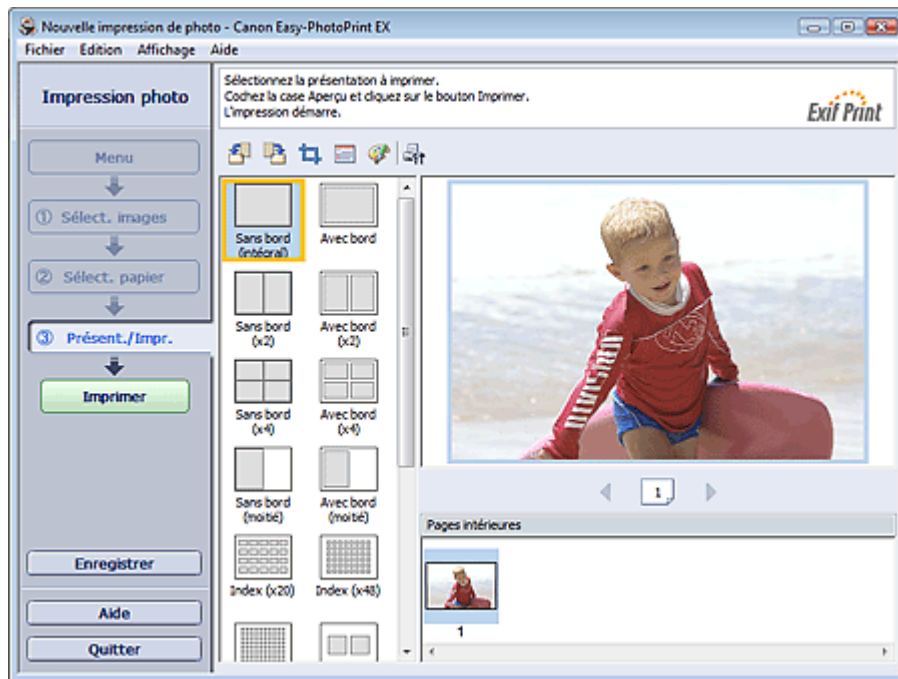 Nouvelle impression de photo - Canon Easy-PhotoPrint EX
Fichier Edition Affichage Aide
Impression photo
Sélectionnez la présentation à imprimer.
Cochez la case Aperçu et cliquez sur le bouton Imprimer.
L'impression démarre.
Exif Print
Menu
① Sélect. images
② Sélect. papier
③ Présent./Impr.
Imprimer
Enregistrer
Aide
Quitter
Sans bord
(intégral)
Avec bord
Sans bord
(x2)
Avec bord
(x2)
Sans bord
(x4)
Avec bord
(x4)
Sans bord
(moitié)
Avec bord
(moitié)
Index (x20)
Index (x48)
1
Pages intérieures
1